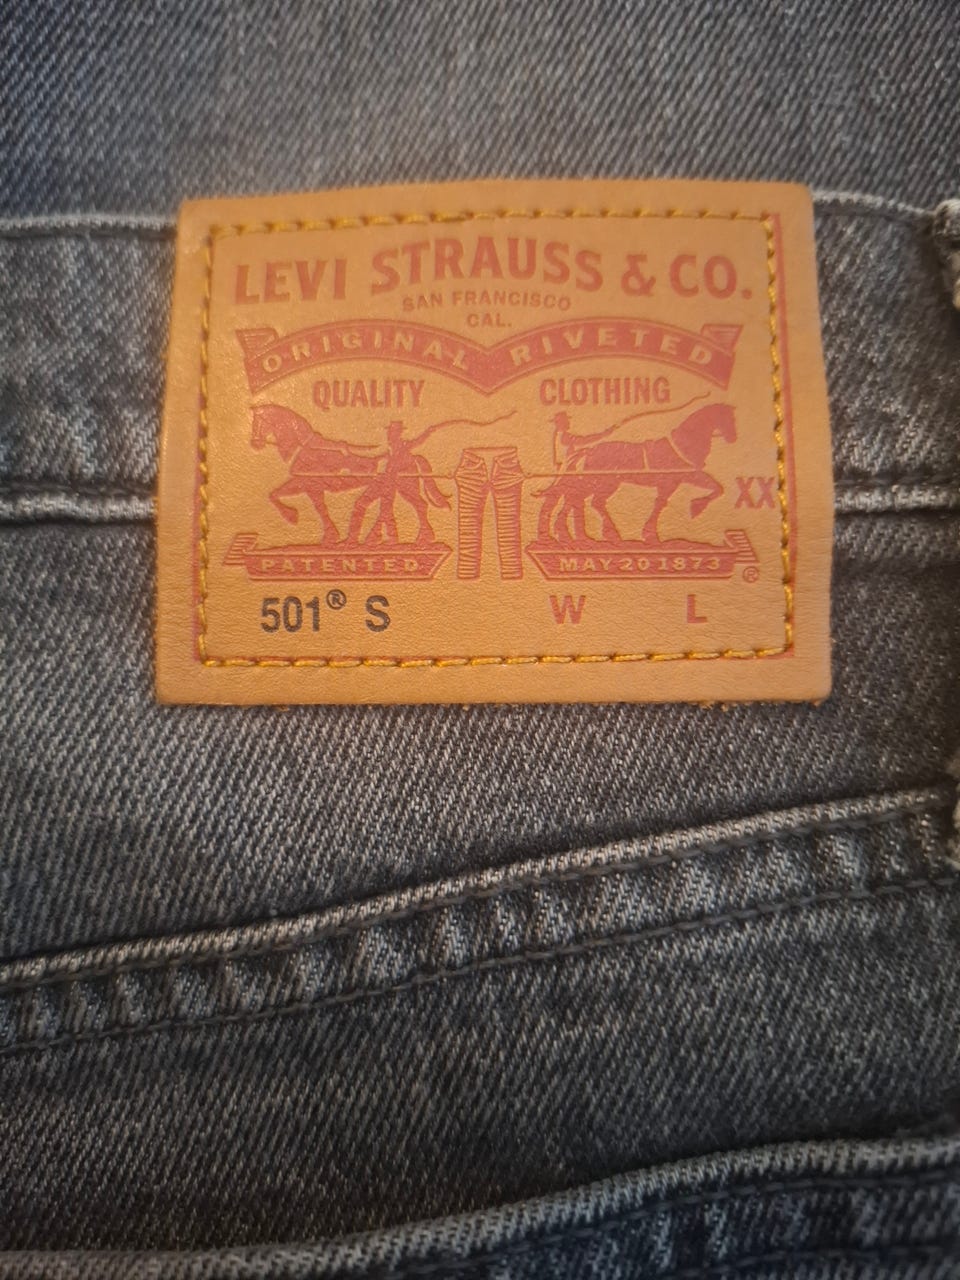 LEVI STRAUSS & CO.
SAN FRANCISCO
CAL.
ORIGINAL RIVETED
QUALITY CLOTHING
XX
PATENTED MAY 20 1873 ®
501® S W L